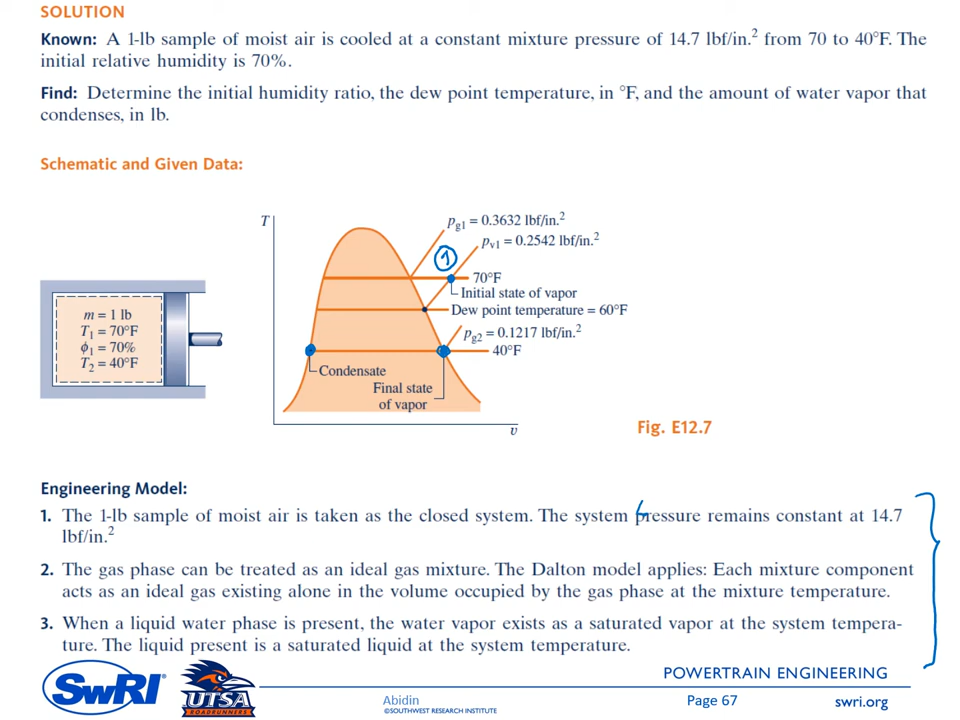 SOLUTION
Known: A 1-lb sample of moist air is cooled at a constant mixture pressure of 14.7 lbf/in.² from 70 to 40°F. The
initial relative humidity is 70%.
Find: Determine the initial humidity ratio, the dew point temperature, in °F, and the amount of water vapor that
condenses, in lb.
Schematic and Given Data:
T
p_g1 = 0.3632 lbf/in.²
p_v1 = 0.2542 lbf/in.²
1
70°F
Initial state of vapor
Dew point temperature = 60°F
p_g2 = 0.1217 lbf/in.²
40°F
Condensate
Final state
of vapor
v
m = 1 lb
T₁ = 70°F
ϕ₁ = 70%
T₂ = 40°F
Fig. E12.7
Engineering Model:
1. The 1-lb sample of moist air is taken as the closed system. The system pressure remains constant at 14.7
lbf/in.²
2. The gas phase can be treated as an ideal gas mixture. The Dalton model applies: Each mixture component
acts as an ideal gas existing alone in the volume occupied by the gas phase at the mixture temperature.
3. When a liquid water phase is present, the water vapor exists as a saturated vapor at the system tempera-
ture. The liquid present is a saturated liquid at the system temperature.
SwRI
UTSA
ROADRUNNERS
POWERTRAIN ENGINEERING
Abidin
©SOUTHWEST RESEARCH INSTITUTE
Page 67
swri.org